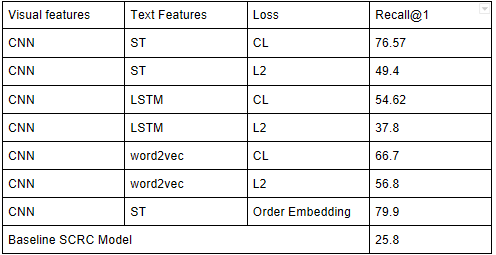 Visual features Text Features Loss Recall@1
CNN ST CL 76.57
CNN ST L2 49.4
CNN LSTM CL 54.62
CNN LSTM L2 37.8
CNN word2vec CL 66.7
CNN word2vec L2 56.8
CNN ST Order Embedding 79.9
Baseline SCRC Model 25.8